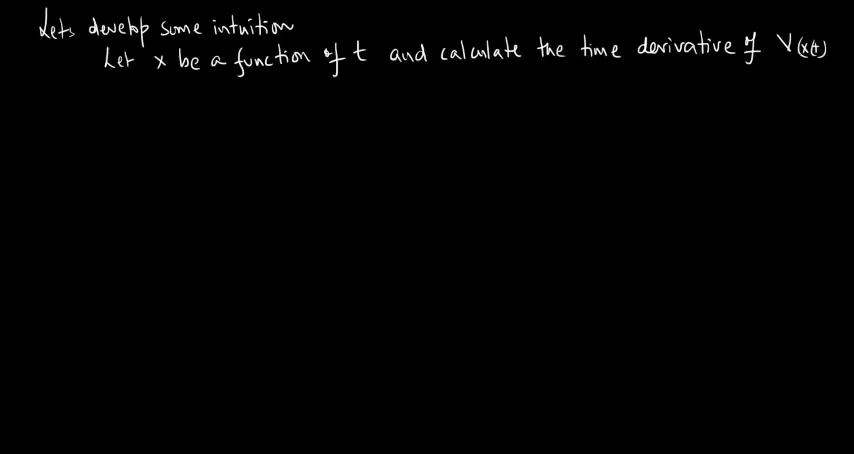 Lets develop some intuition
Let x be a function of t and calculate the time derivative of V(x(t)